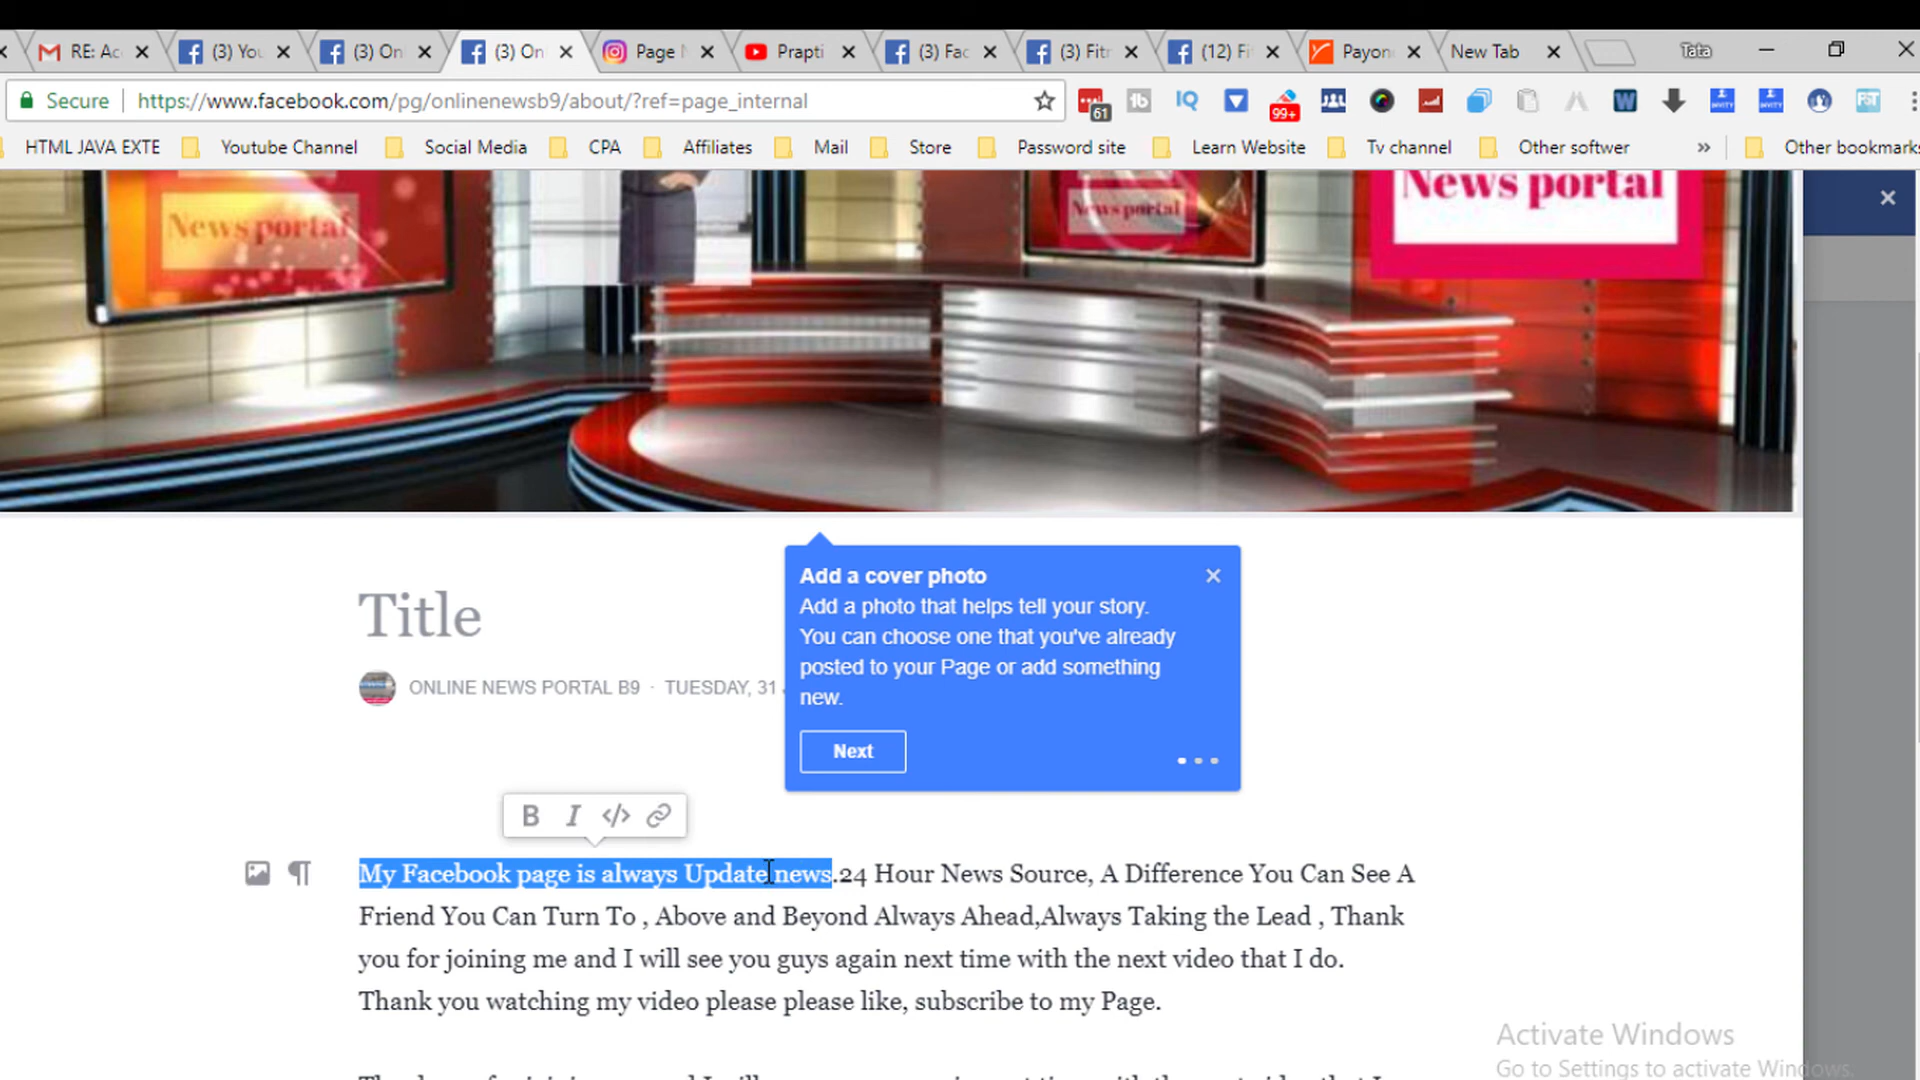 RE: Ac
(3) You
(3) On
(3) Onl
Page
Prapti
(3) Fac
(3) Fitn
(12) Fi
Payon
New Tab
Tata
Secure
https://www.facebook.com/pg/onlinenewsb9/about/?ref=page_internal
61
99+
HTML JAVA EXTE
Youtube Channel
Social Media
CPA
Affiliates
Mail
Store
Password site
Learn Website
Tv channel
Other softwer
»
Other bookmarks
News portal
News portal
News portal
Add a cover photo
Add a photo that helps tell your story.
You can choose one that you've already
posted to your Page or add something
new.
Next
Title
ONLINE NEWS PORTAL B9 · TUESDAY, 31
B I </>
My Facebook page is always Update news.24 Hour News Source, A Difference You Can See A
Friend You Can Turn To , Above and Beyond Always Ahead,Always Taking the Lead , Thank
you for joining me and I will see you guys again next time with the next video that I do.
Thank you watching my video please please like, subscribe to my Page.
Activate Windows
Go to Settings to activate Windows.